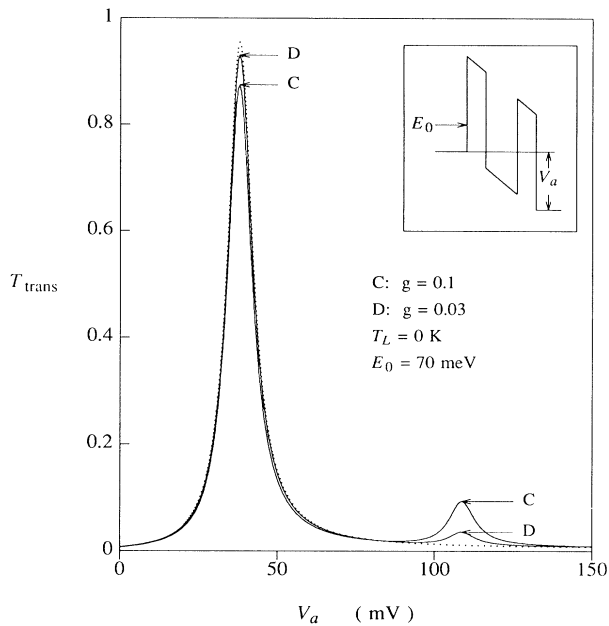 1
0.8
0.6
0.4
0.2
0
T trans
D
C
E0
Va
C: g = 0.1
D: g = 0.03
TL = 0 K
E0 = 70 meV
C
D
0
50
100
150
Va ( mV )